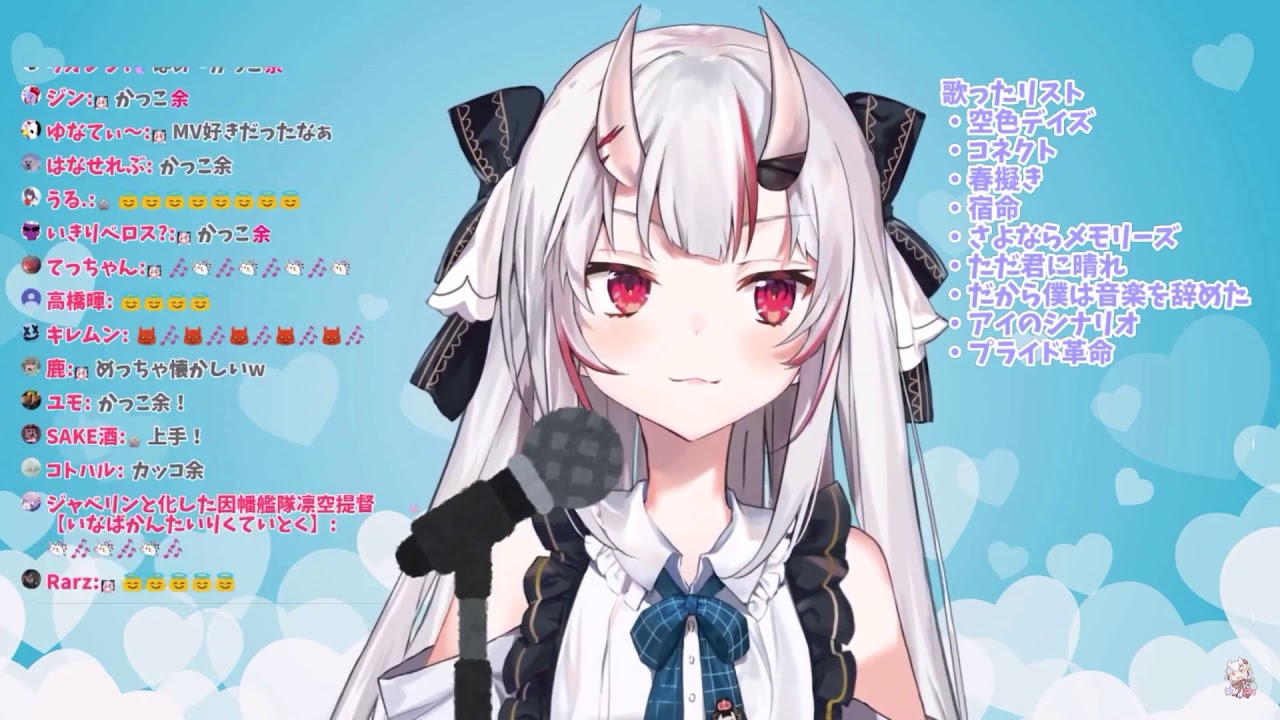 ジン: かっこ余
ゆなてぃ〜: MV好きだったなぁ
はなせれぷ: かっこ余
うる.:
いきりベロス?: かっこ余
てっちゃん:
高橋暉:
キレムン:
鹿: めっちゃ懐かしいw
ユモ: かっこ余！
SAKE酒: 上手！
コトハル: カッコ余
ジャベリンと化した因幡艦隊凛空提督
【いなばかんたいりくていとく】:
Rarz:
歌ったリスト
・空色デイズ
・コネクト
・春擬き
・宿命
・さよならメモリーズ
・ただ君に晴れ
・だから僕は音楽を辞めた
・アイのシナリオ
・プライド革命